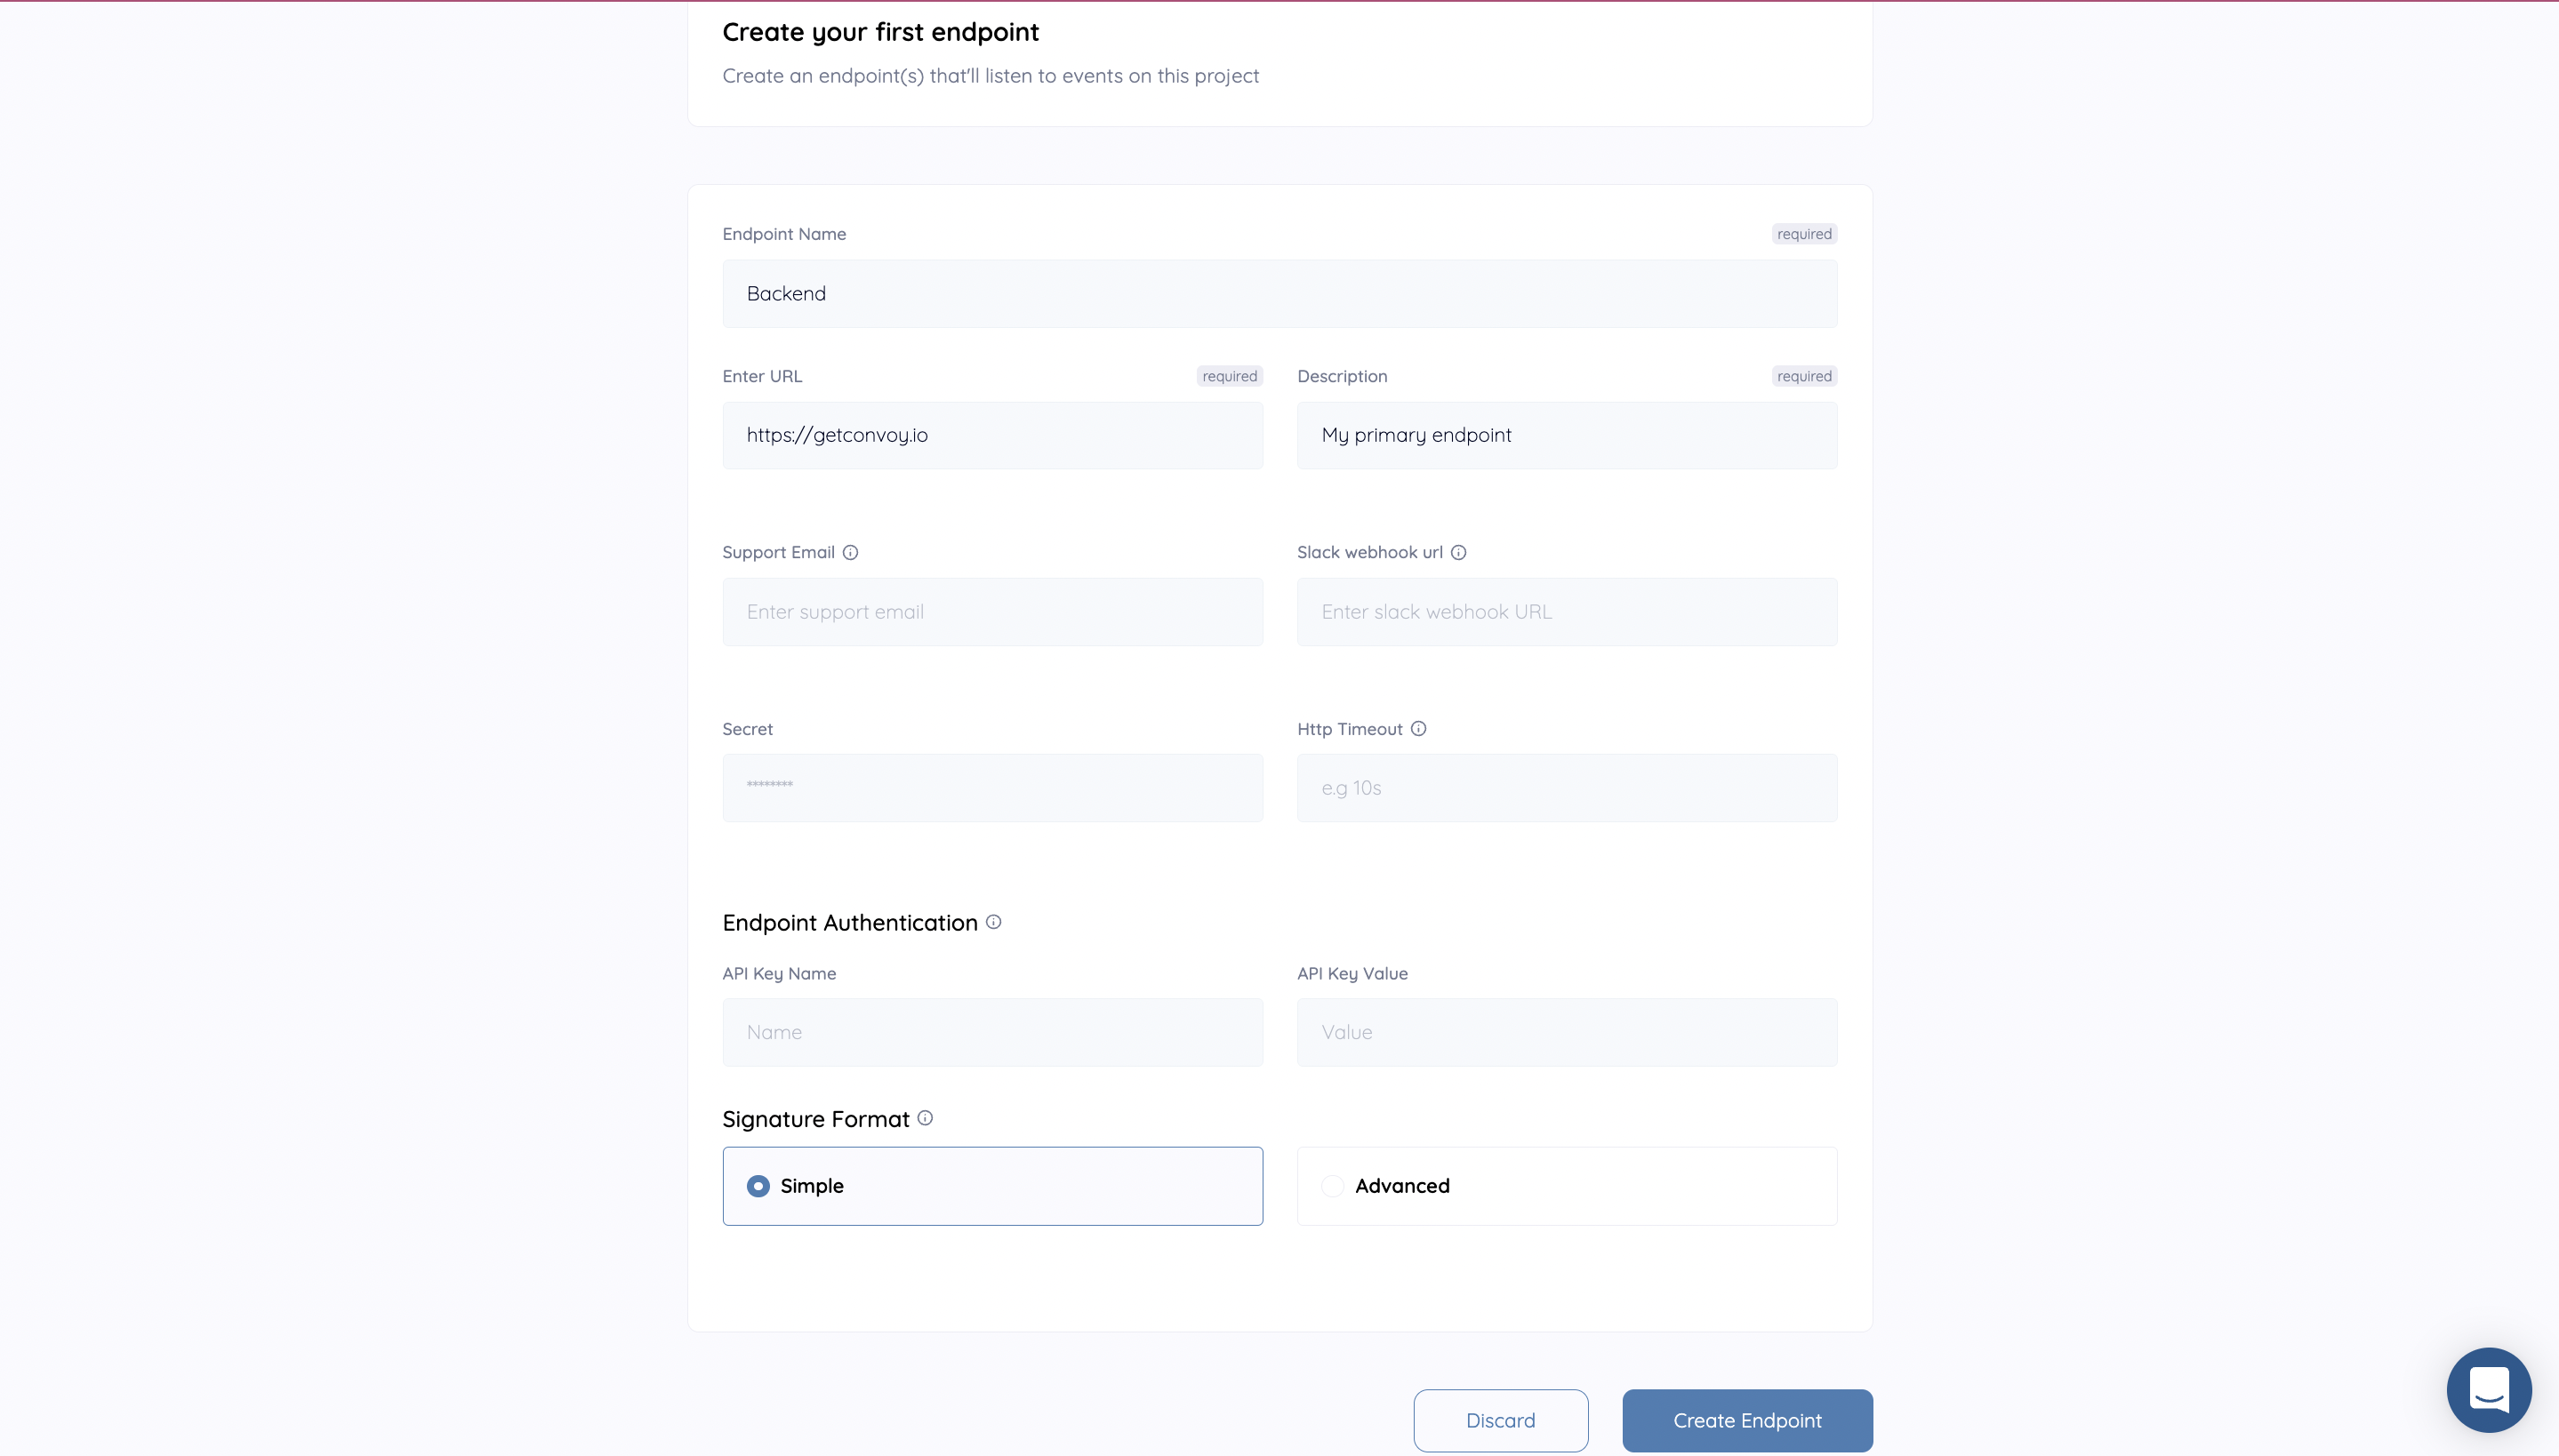 Create your first endpoint
Create an endpoint(s) that'll listen to events on this project
Endpoint Name required
Backend
Enter URL required Description required
https://getconvoy.io My primary endpoint
Support Email Slack webhook url
Enter support email Enter slack webhook URL
Secret Http Timeout
******** e.g 10s
Endpoint Authentication
API Key Name API Key Value
Name Value
Signature Format
Simple Advanced
Discard Create Endpoint